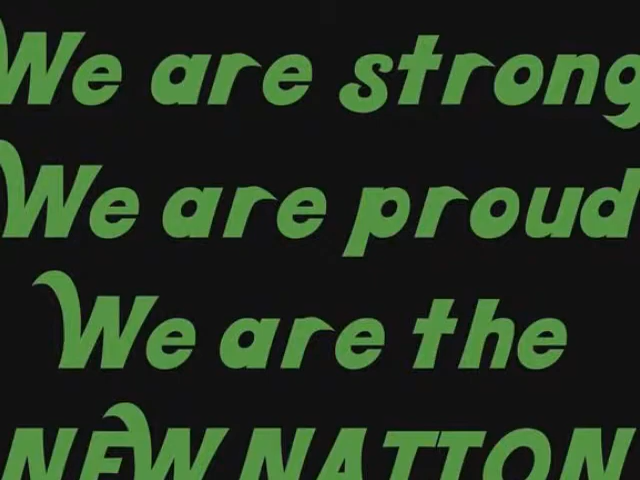 We are strong
We are proud
We are the
NEW NATION